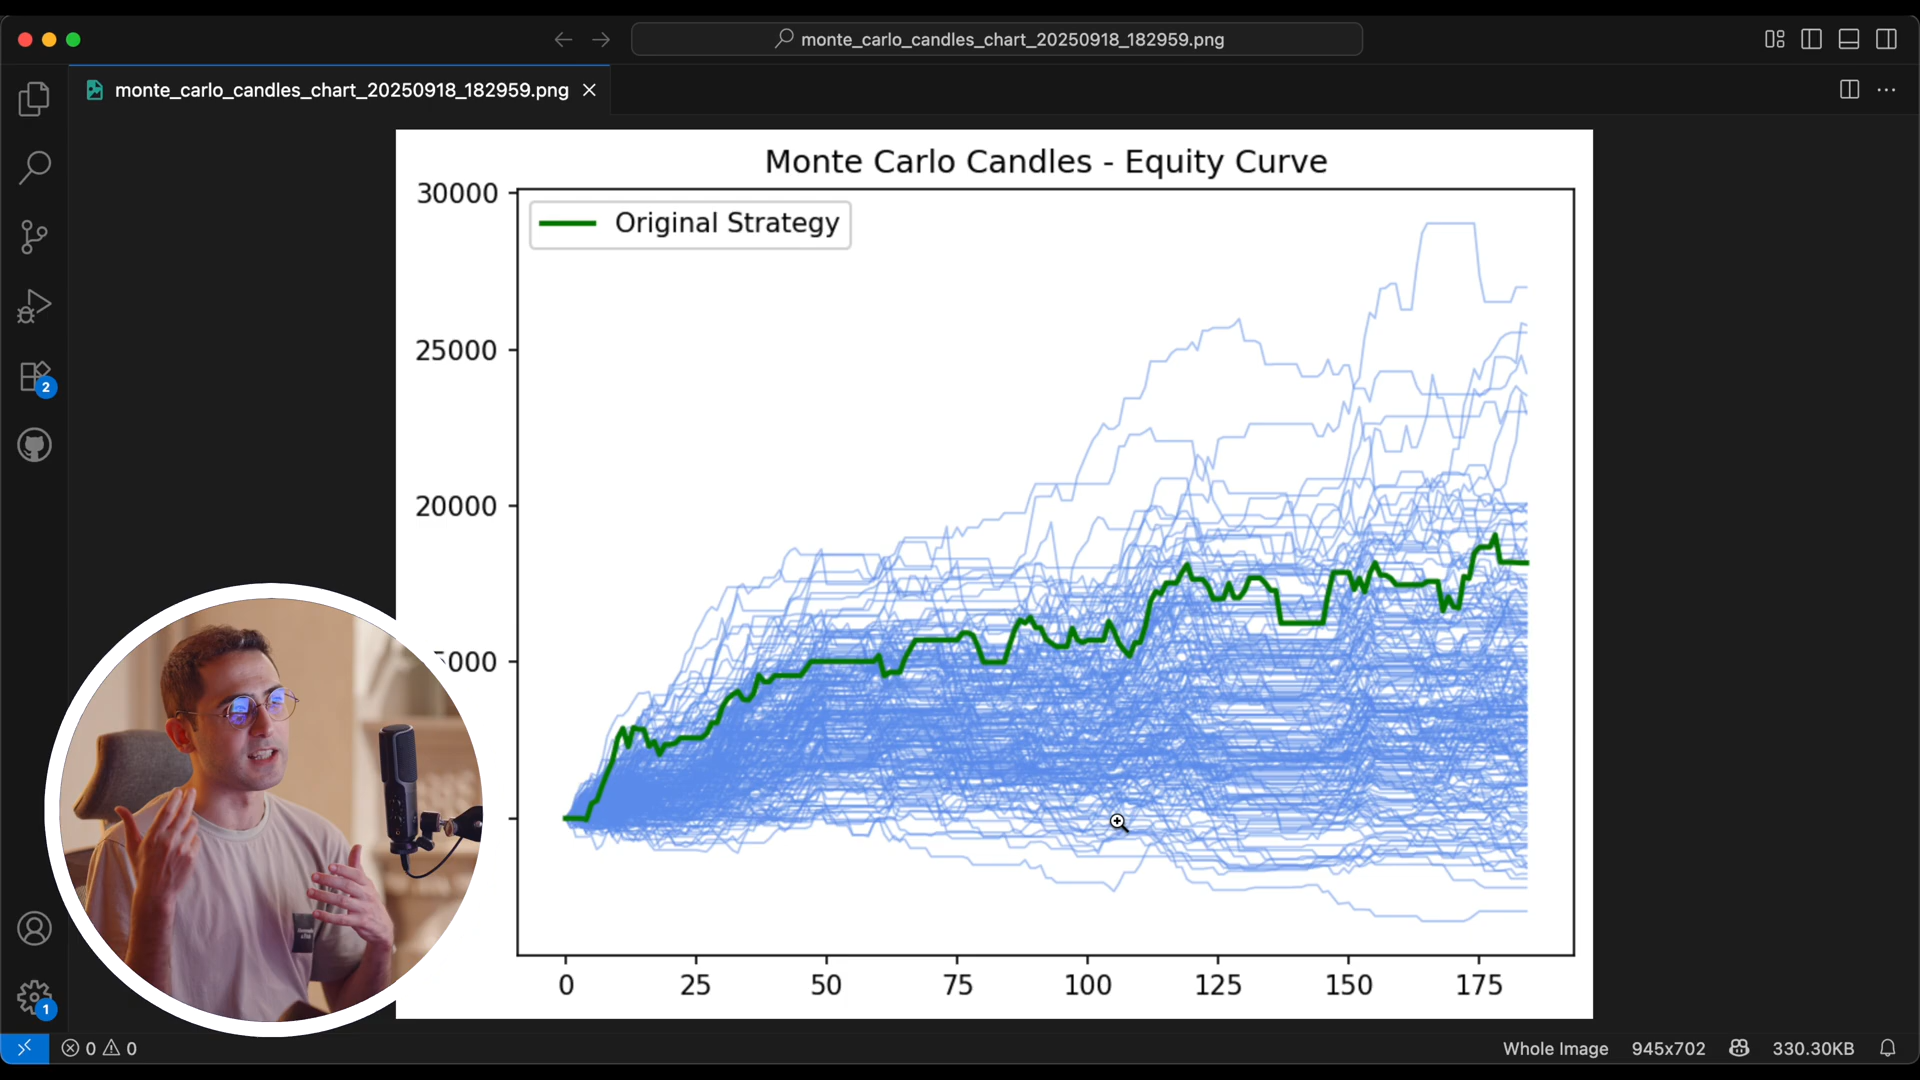 monte_carlo_candles_chart_20250918_182959.png
monte_carlo_candles_chart_20250918_182959.png
Monte Carlo Candles - Equity Curve
Original Strategy
30000
25000
20000
5000
0 25 50 75 100 125 150 175
2
1
0 0
Whole Image 945x702 330.30KB